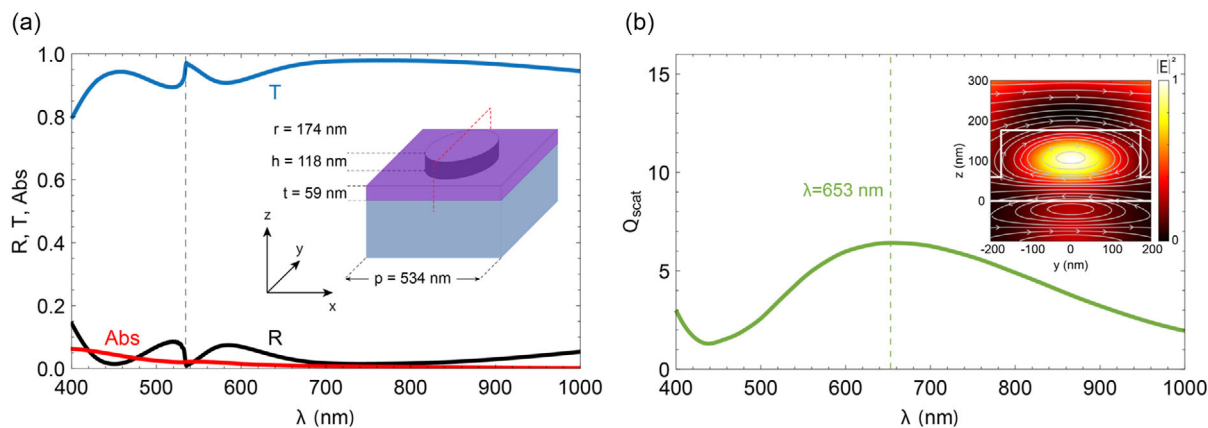 (a)
R, T, Abs
1.0
0.8
0.6
0.4
0.2
0.0
400 500 600 700 800 900 1000
λ (nm)
T
r = 174 nm
h = 118 nm
t = 59 nm
z
y
x
p = 534 nm
Abs
R
(b)
Q_scat
15
10
5
0
400 500 600 700 800 900 1000
λ (nm)
λ=653 nm
|E|²
1
0
z (nm)
300
200
100
0
-100
-200 -100 0 100 200
y (nm)